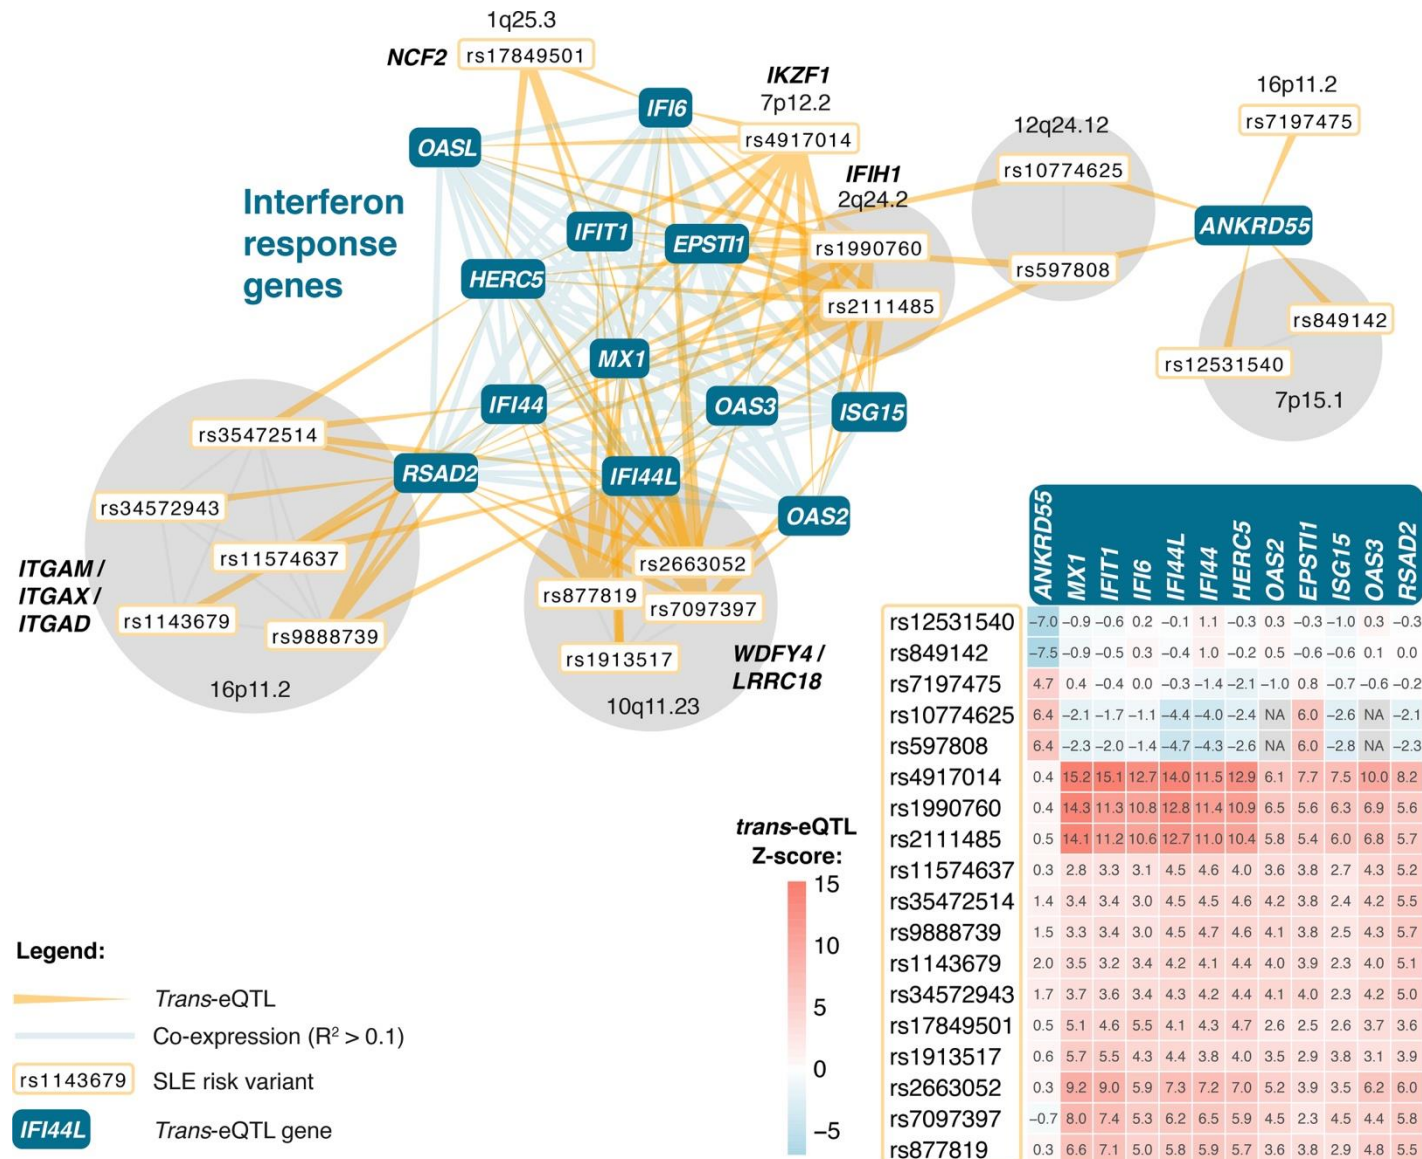 1q25.3
NCF2 rs17849501
IKZF1
7p12.2
rs4917014
IFI6
OASL
16p11.2
rs7197475
12q24.12
rs10774625
IFIH1
2q24.2
Interferon
response
genes
IFIT1
EPSTI1
rs1990760
ANKRD55
HERC5
rs597808
rs2111485
rs849142
MX1
rs12531540
7p15.1
IFI44
OAS3
ISG15
rs35472514
RSAD2
IFI44L
rs34572943
OAS2
rs11574637
rs2663052
ITGAM /
ITGAX /
ITGAD
rs1143679
rs9888739
rs877819
rs7097397
rs1913517
WDFY4 /
LRRC18
16p11.2
10q11.23
ANKRD55 MX1 IFIT1 IFI6 IFI44L IFI44 HERC5 OAS2 EPSTI1 ISG15 OAS3 RSAD2
rs12531540 −7.0 −0.9 −0.6 0.2 −0.1 1.1 −0.3 0.3 −0.3 −1.0 0.3 −0.3
rs849142 −7.5 −0.9 −0.5 0.3 −0.4 1.0 −0.2 0.5 −0.6 −0.6 0.1 0.0
rs7197475 4.7 0.4 −0.4 0.0 −0.3 −1.4 −2.1 −1.0 0.8 −0.7 −0.6 −0.2
rs10774625 6.4 −2.1 −1.7 −1.1 −4.4 −4.0 −2.4 NA 6.0 −2.6 NA −2.1
rs597808 6.4 −2.3 −2.0 −1.4 −4.7 −4.3 −2.6 NA 6.0 −2.8 NA −2.3
rs4917014 0.4 15.2 15.1 12.7 14.0 11.5 12.9 6.1 7.7 7.5 10.0 8.2
rs1990760 0.4 14.3 11.3 10.8 12.8 11.4 10.9 6.5 5.6 6.3 6.9 5.6
rs2111485 0.5 14.1 11.2 10.6 12.7 11.0 10.4 5.8 5.4 6.0 6.8 5.7
rs11574637 0.3 2.8 3.3 3.1 4.5 4.6 4.0 3.6 3.8 2.7 4.3 5.2
rs35472514 1.4 3.4 3.4 3.0 4.5 4.5 4.6 4.2 3.8 2.4 4.2 5.5
rs9888739 1.5 3.3 3.4 3.0 4.5 4.7 4.6 4.1 3.8 2.5 4.3 5.7
rs1143679 2.0 3.5 3.2 3.4 4.2 4.1 4.4 4.0 3.9 2.3 4.0 5.1
rs34572943 1.7 3.7 3.6 3.4 4.3 4.2 4.4 4.1 4.0 2.3 4.2 5.0
rs17849501 0.5 5.1 4.6 5.5 4.1 4.3 4.7 2.6 2.5 2.6 3.7 3.6
rs1913517 0.6 5.7 5.5 4.3 4.4 3.8 4.0 3.5 2.9 3.8 3.1 3.9
rs2663052 0.3 9.2 9.0 5.9 7.3 7.2 7.0 5.2 3.9 3.5 6.2 6.0
rs7097397 −0.7 8.0 7.4 5.3 6.2 6.5 5.9 4.5 2.3 4.5 4.4 5.8
rs877819 0.3 6.6 7.1 5.0 5.8 5.9 5.7 3.6 3.8 2.9 4.8 5.5
trans-eQTL
Z-score:
15
10
5
0
−5
Legend:
Trans-eQTL
Co-expression (R² > 0.1)
rs1143679 SLE risk variant
IFI44L Trans-eQTL gene